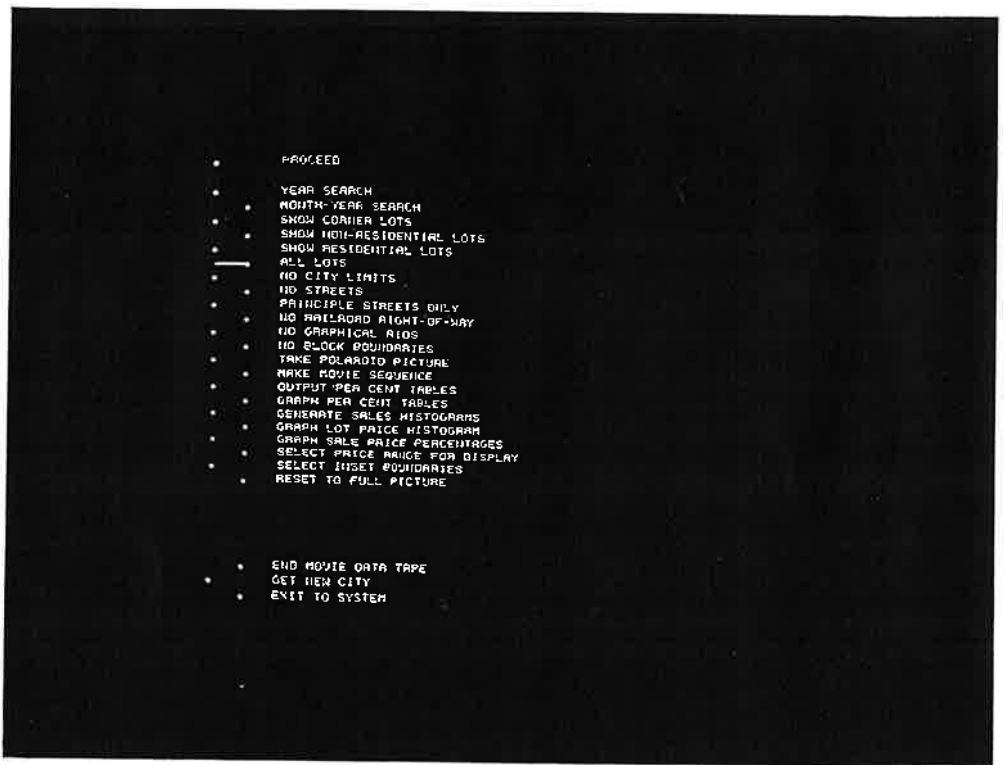 PROCEED
YEAR SEARCH
MONTH-YEAR SEARCH
SHOW CORNER LOTS
SHOW NON-RESIDENTIAL LOTS
SHOW RESIDENTIAL LOTS
ALL LOTS
NO CITY LIMITS
NO STREETS
PRINCIPLE STREETS ONLY
NO RAILROAD RIGHT-OF-WAY
NO GRAPHICAL AIDS
NO BLOCK BOUNDARIES
TAKE POLAROID PICTURE
MAKE MOVIE SEQUENCE
OUTPUT PER CENT TABLES
GRAPH PER CENT TABLES
GENERATE SALES HISTOGRAMS
GRAPH LOT PRICE HISTOGRAM
GRAPH SALE PRICE PERCENTAGES
SELECT PRICE RANGE FOR DISPLAY
SELECT INSET BOUNDARIES
RESET TO FULL PICTURE
END MOVIE DATA TAPE
GET NEW CITY
EXIT TO SYSTEM